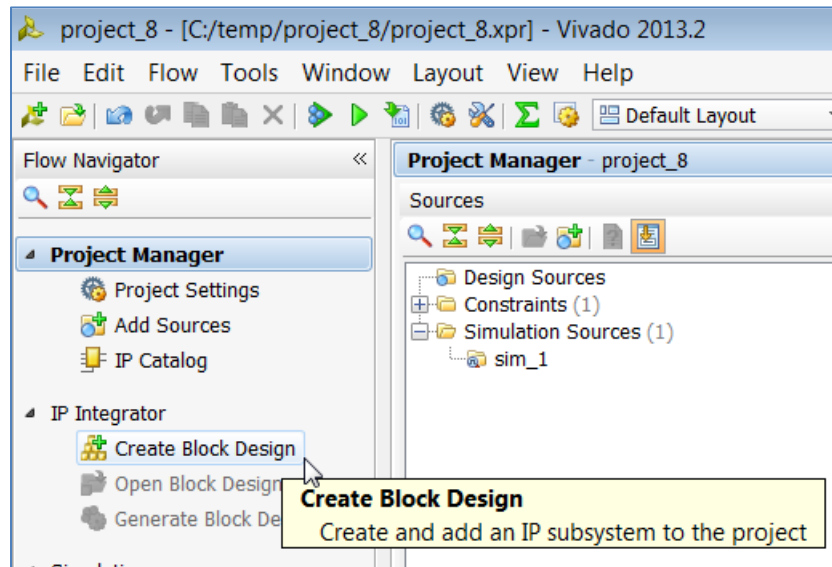 project_8 - [C:/temp/project_8/project_8.xpr] - Vivado 2013.2
File Edit Flow Tools Window Layout View Help
Default Layout
Flow Navigator
Project Manager
Project Settings
Add Sources
IP Catalog
IP Integrator
Create Block Design
Open Block Design
Generate Block De
Project Manager - project_8
Sources
Design Sources
Constraints (1)
Simulation Sources (1)
sim_1
Create Block Design
Create and add an IP subsystem to the project